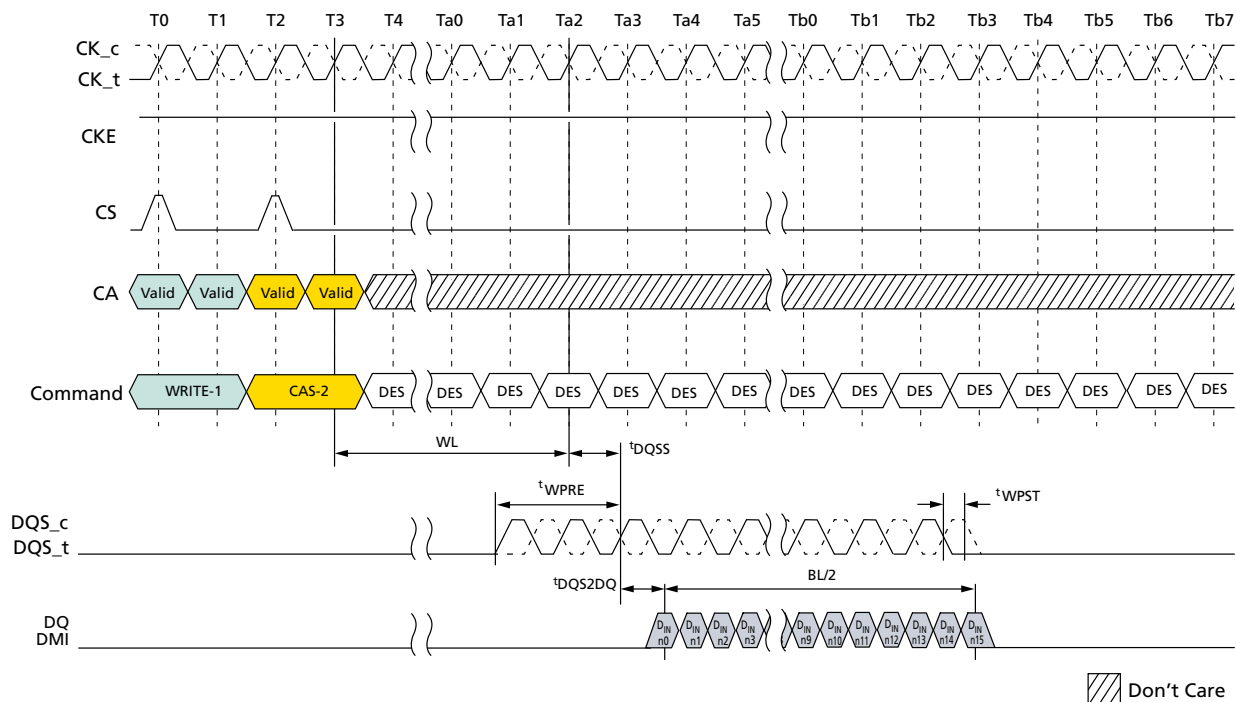 T0 T1 T2 T3 T4 Ta0 Ta1 Ta2 Ta3 Ta4 Ta5 Tb0 Tb1 Tb2 Tb3 Tb4 Tb5 Tb6 Tb7
CK_c
CK_t
CKE
CS
CA Valid Valid Valid Valid
Command WRITE-1 CAS-2 DES DES DES DES DES DES DES DES DES DES DES DES DES DES DES
WL tDQSS
tWPRE tWPST
DQS_c
DQS_t
tDQS2DQ BL/2
DQ
DMI
DIN n0 DIN n1 DIN n2 DIN n3 DIN n9 DIN n10 DIN n11 DIN n12 DIN n13 DIN n14 DIN n15
Don't Care